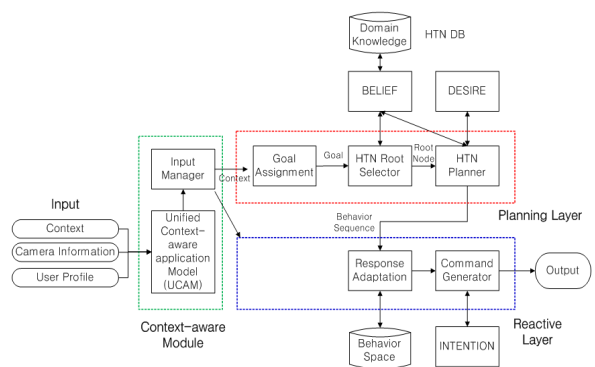 Domain
Knowledge
HTN DB
BELIEF
DESIRE
Input
Manager
Context
Goal
Assignment
Goal
HTN Root
Selector
Root
Node
HTN
Planner
Input
Context
Camera Information
User Profile
Unified
Context-
aware
application
Model
(UCAM)
Behavior
Sequence
Planning Layer
Response
Adaptation
Command
Generator
Output
Context-aware
Module
Behavior
Space
INTENTION
Reactive
Layer